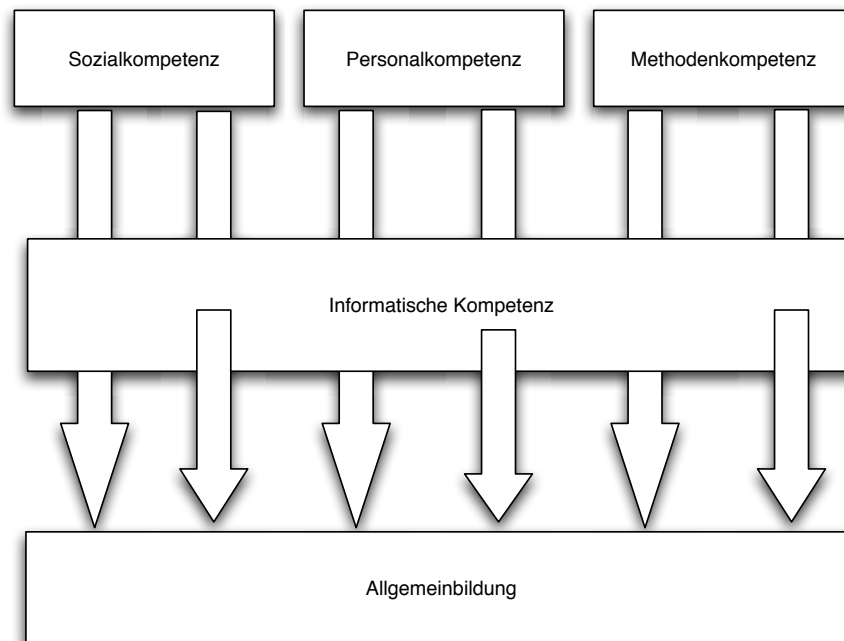 Sozialkompetenz
Personalkompetenz
Methodenkompetenz
Informatische Kompetenz
Allgemeinbildung